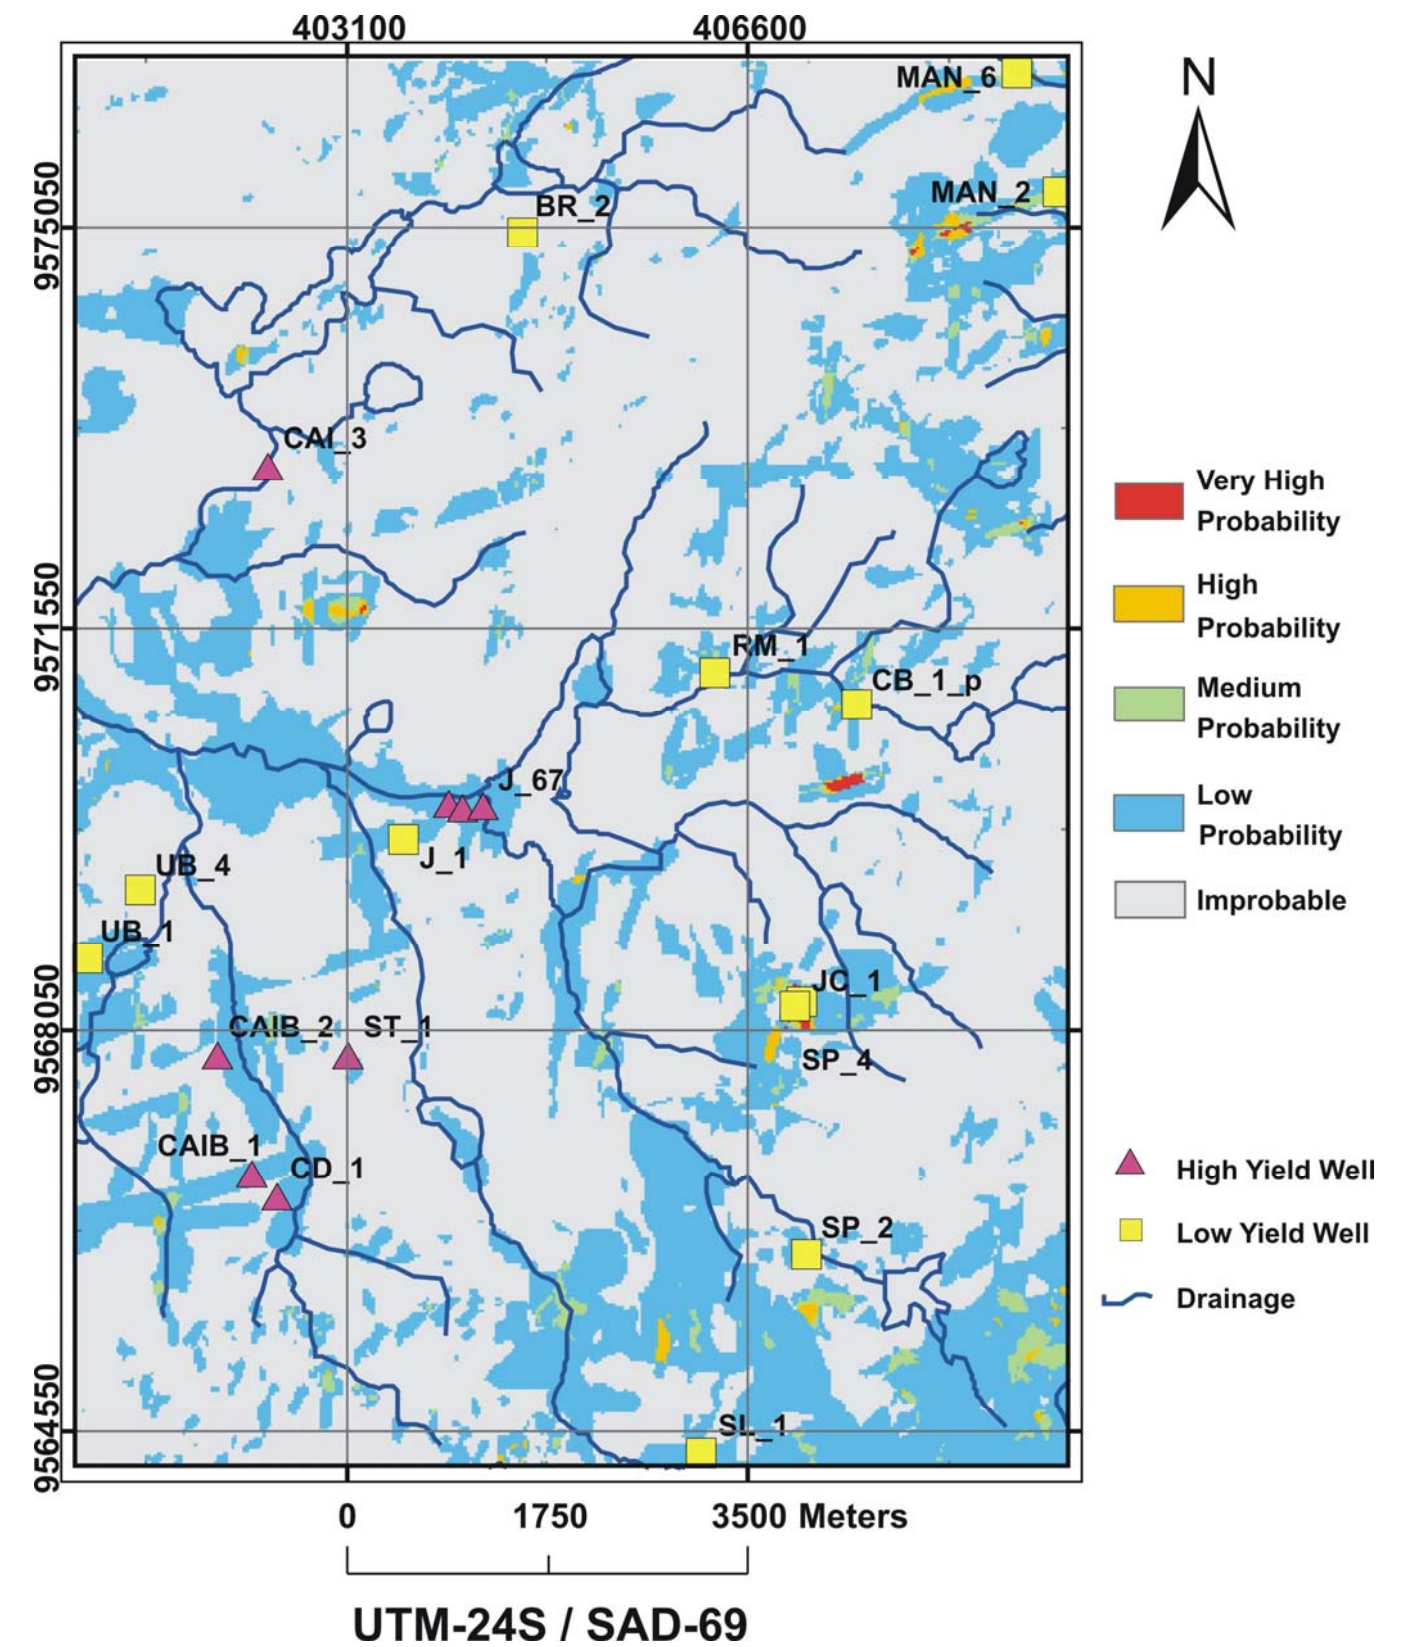 403100
406600
MAN_6
N
MAN_2
BR_2
9575050
CAI_3
Very High
Probability
High
Probability
9571550
RM_1
CB_1_p
Medium
Probability
J_67
Low
Probability
J_1
UB_4
Improbable
UB_1
JC_1
9568050
CAIB_2
ST_1
SP_4
CAIB_1
CD_1
High Yield Well
SP_2
Low Yield Well
Drainage
9564550
SL_1
0
1750
3500 Meters
UTM-24S / SAD-69